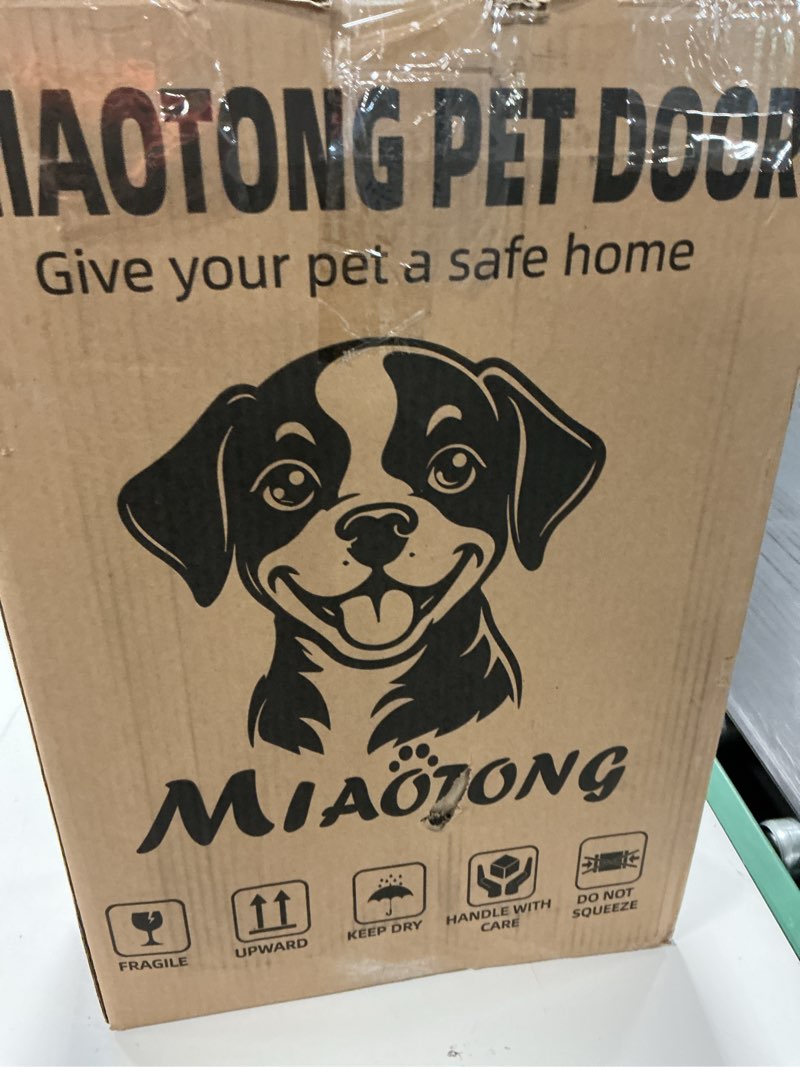 IAOTONG PET DOOR
Give your pet a safe home
MIAOTONG
FRAGILE
UPWARD
KEEP DRY
HANDLE WITH
CARE
DO NOT
SQUEEZE